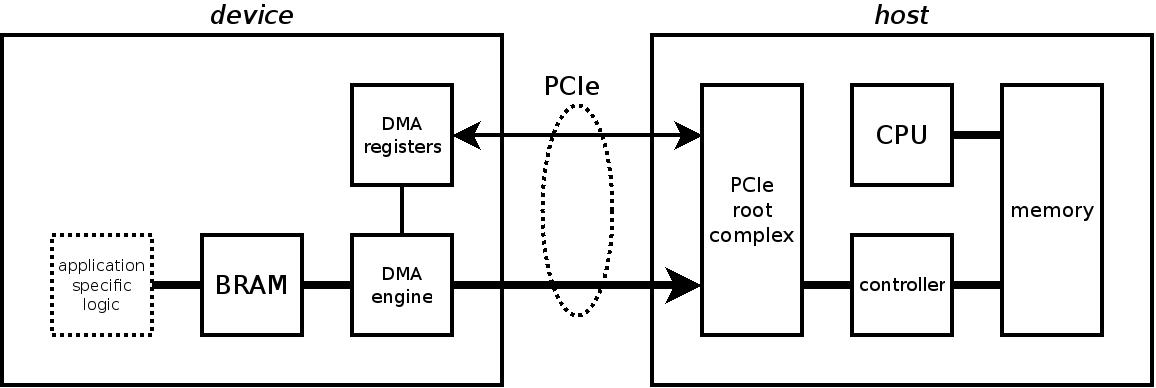 device
host
PCIe
DMA
registers
CPU
PCIe
root
complex
memory
application
specific
logic
BRAM
DMA
engine
controller